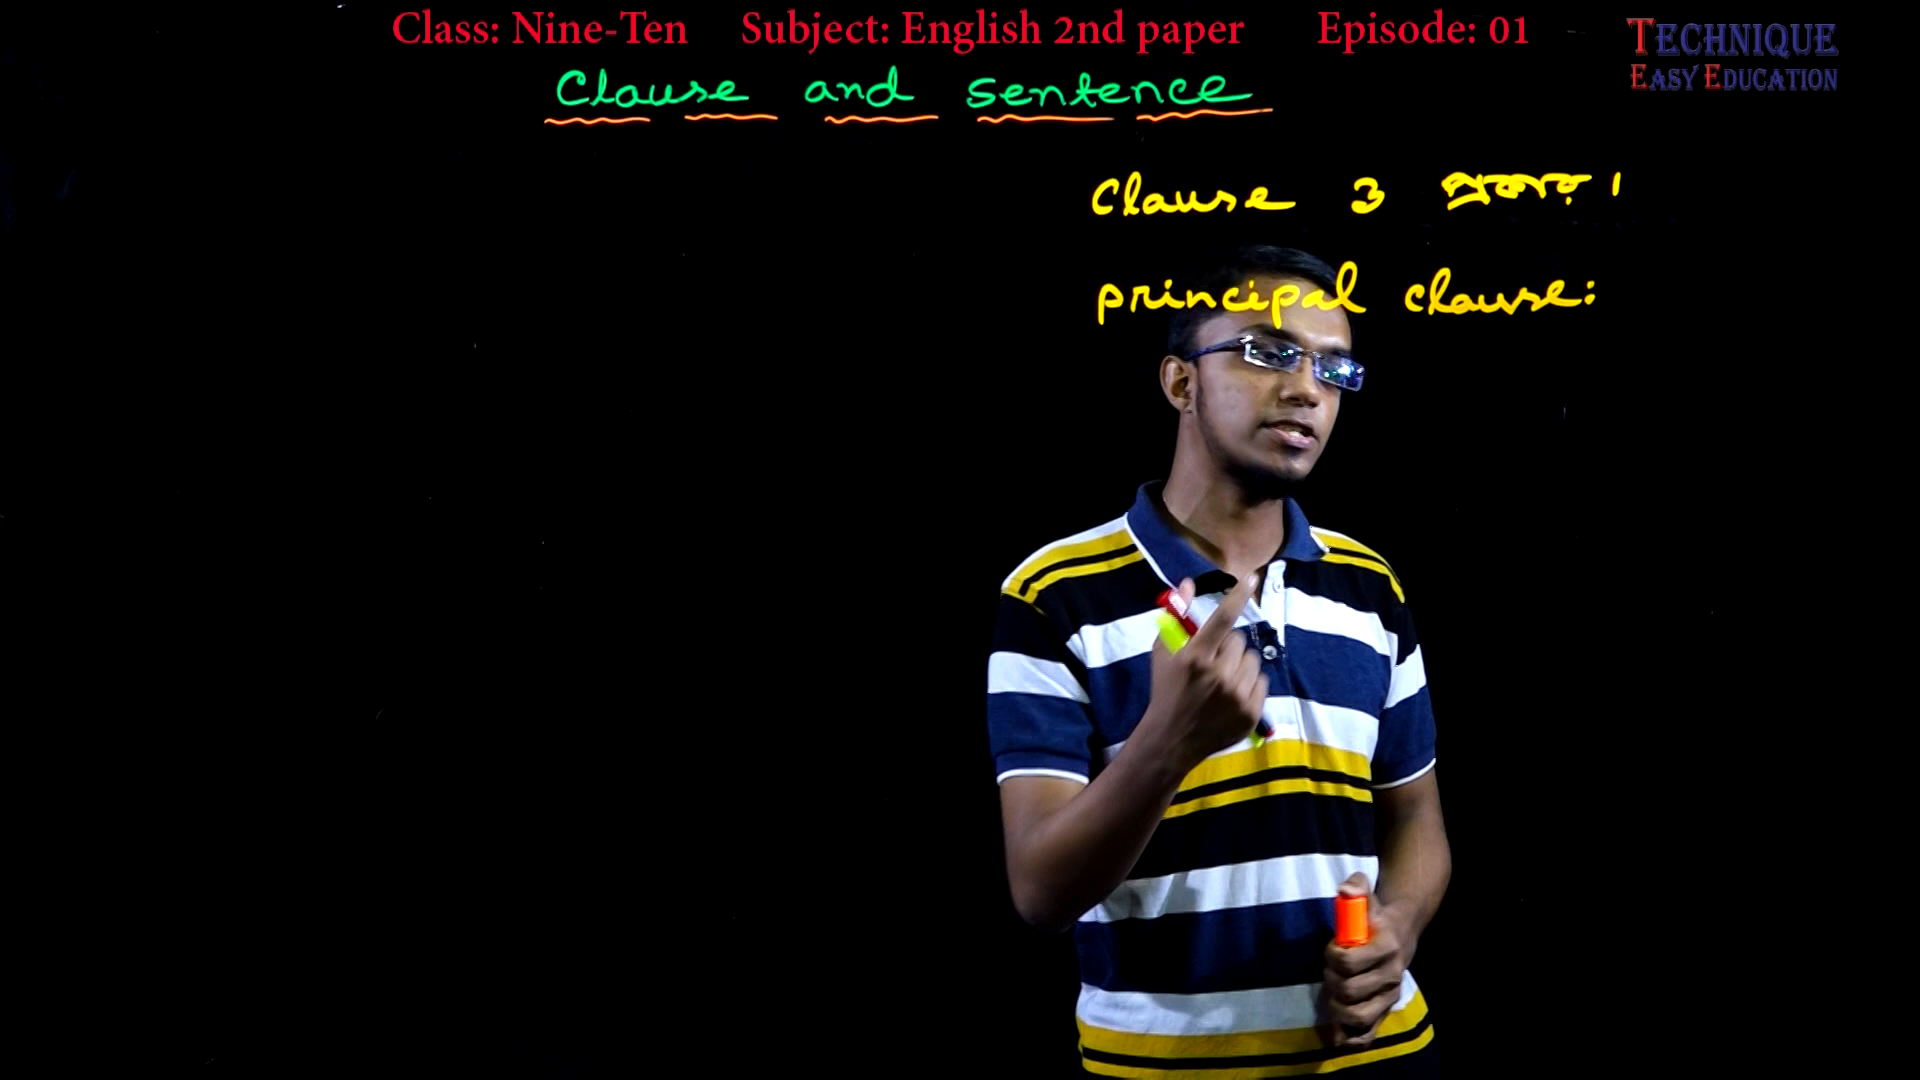 Class: Nine-Ten Subject: English 2nd paper Episode: 01
TECHNIQUE
EASY EDUCATION
Clause and sentence
Clause 3 প্রকার।
principal clause: